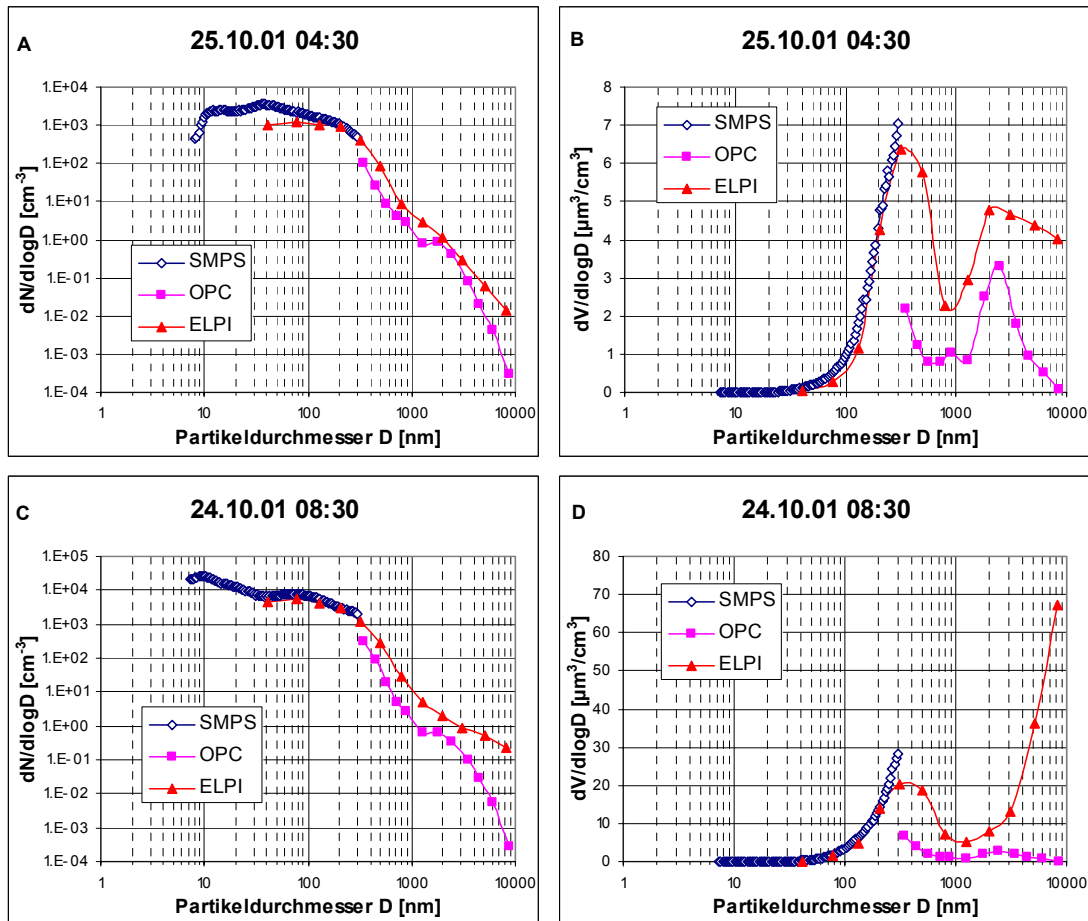 A
25.10.01 04:30
dN/dlogD [cm⁻³]
1.E+04
1.E+03
1.E+02
1.E+01
1.E+00
1.E-01
1.E-02
1.E-03
1.E-04
SMPS
OPC
ELPI
1 10 100 1000 10000
Partikeldurchmesser D [nm]
B
25.10.01 04:30
dV/dlogD [µm³/cm³]
8
7
6
5
4
3
2
1
0
SMPS
OPC
ELPI
1 10 100 1000 10000
Partikeldurchmesser D [nm]
C
24.10.01 08:30
dN/dlogD [cm⁻³]
1.E+05
1.E+04
1.E+03
1.E+02
1.E+01
1.E+00
1.E-01
1.E-02
1.E-03
1.E-04
SMPS
OPC
ELPI
1 10 100 1000 10000
Partikeldurchmesser D [nm]
D
24.10.01 08:30
dV/dlogD [µm³/cm³]
80
70
60
50
40
30
20
10
0
SMPS
OPC
ELPI
1 10 100 1000 10000
Partikeldurchmesser D [nm]